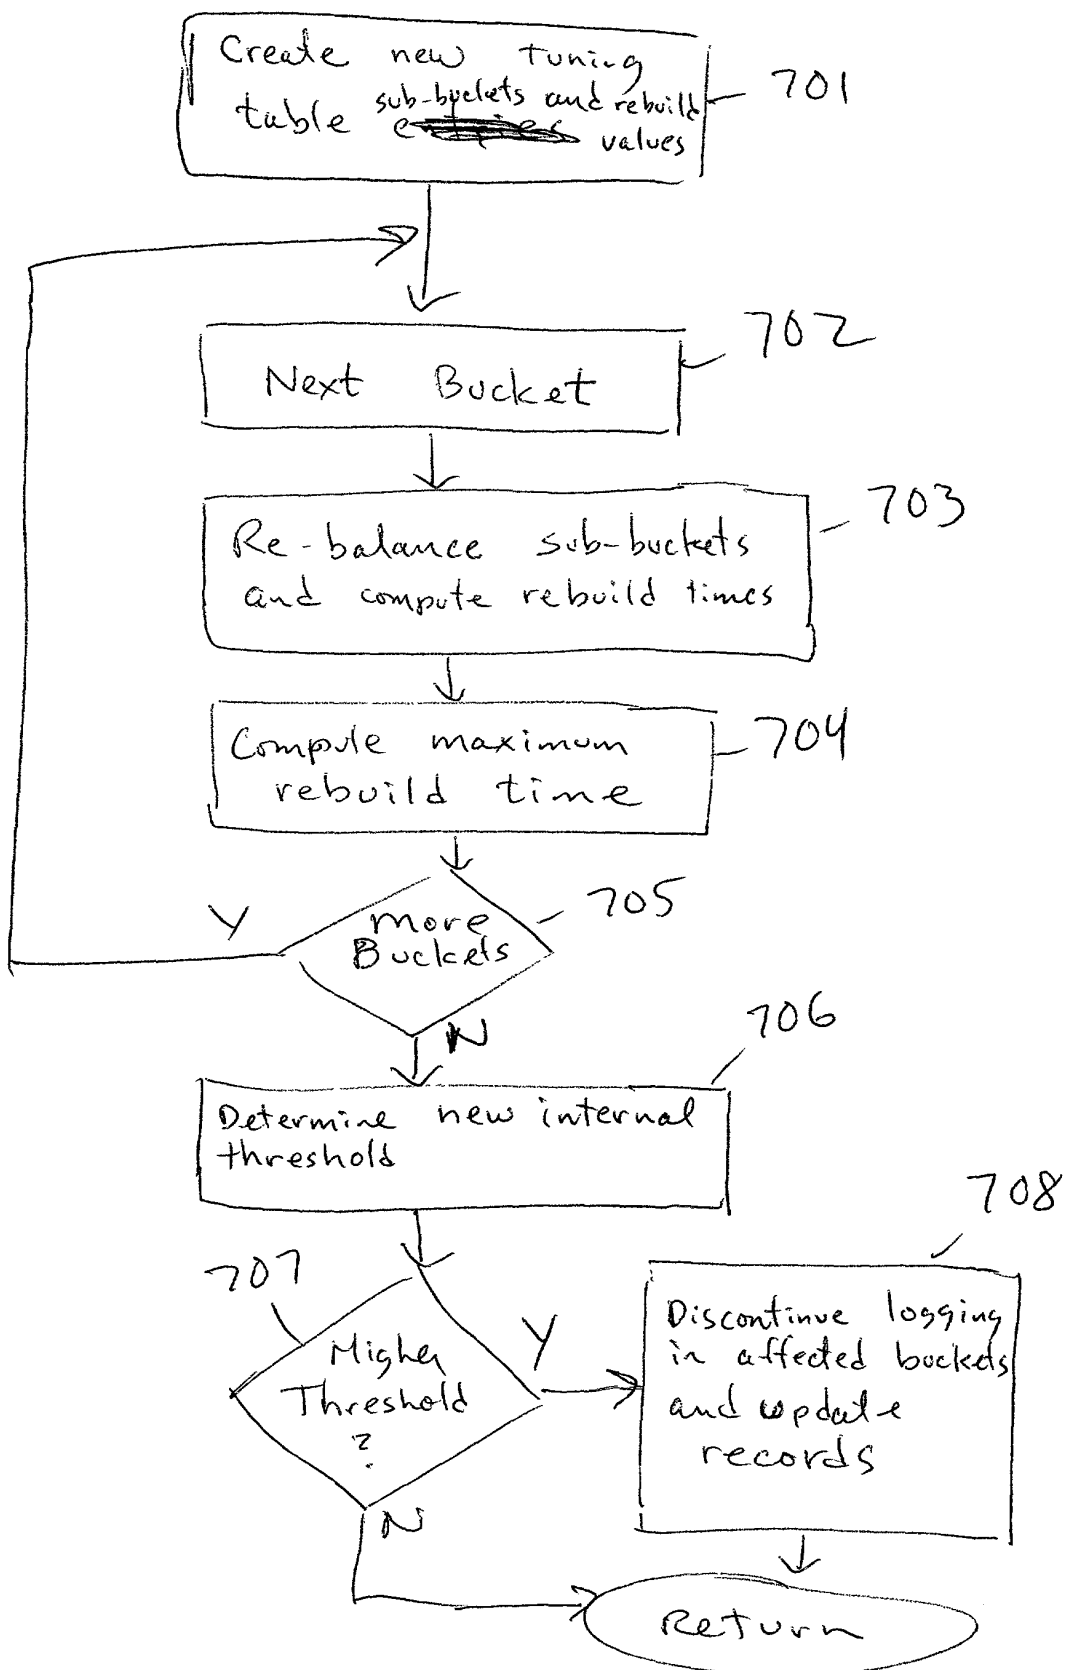 Create new tuning
701
sub-buckets and rebuild
table values
702
Next Bucket
703
Re-balance sub-buckets
and compute rebuild times
704
Compute maximum
rebuild time
705
Y
more
Buckets
N
706
Determine new internal
threshold
708
707
Higher
Threshold
?
Y
Discontinue logging
in affected buckets
and update
records
N
Return